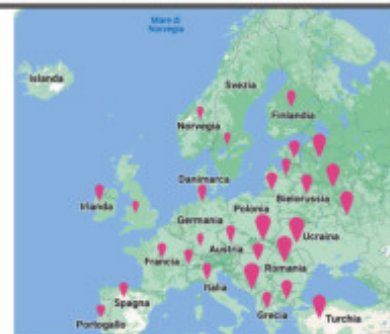 Mare di
Norvegia
Islanda
Svezia
Finlandia
Norvegia
Danimarca
Irlanda
Bielorussia
Germania
Polonia
Ucraina
Austria
Francia
Romania
Italia
Spagna
Grecia
Turchia
Portogallo